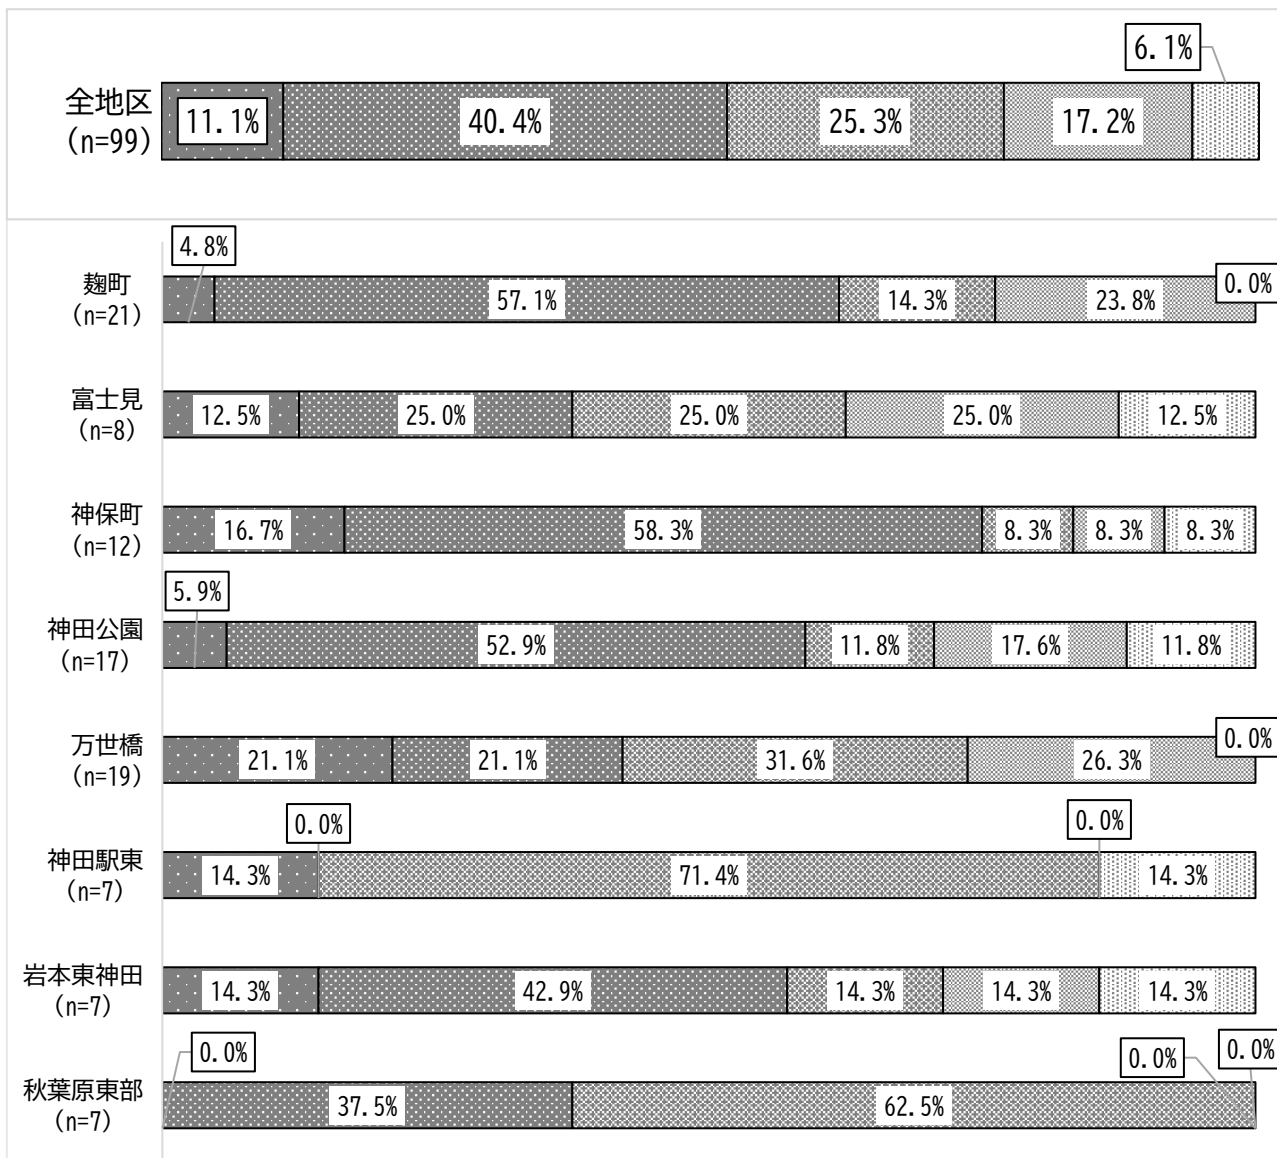 6.1%
全地区
(n=99)
11.1%
40.4%
25.3%
17.2%
4.8%
麹町
(n=21)
57.1%
14.3%
23.8%
0.0%
富士見
(n=8)
12.5%
25.0%
25.0%
25.0%
12.5%
神保町
(n=12)
16.7%
58.3%
8.3%
8.3%
8.3%
5.9%
神田公園
(n=17)
52.9%
11.8%
17.6%
11.8%
万世橋
(n=19)
21.1%
21.1%
31.6%
26.3%
0.0%
0.0%
0.0%
神田駅東
(n=7)
14.3%
71.4%
14.3%
岩本東神田
(n=7)
14.3%
42.9%
14.3%
14.3%
14.3%
0.0%
0.0%
0.0%
秋葉原東部
(n=7)
37.5%
62.5%